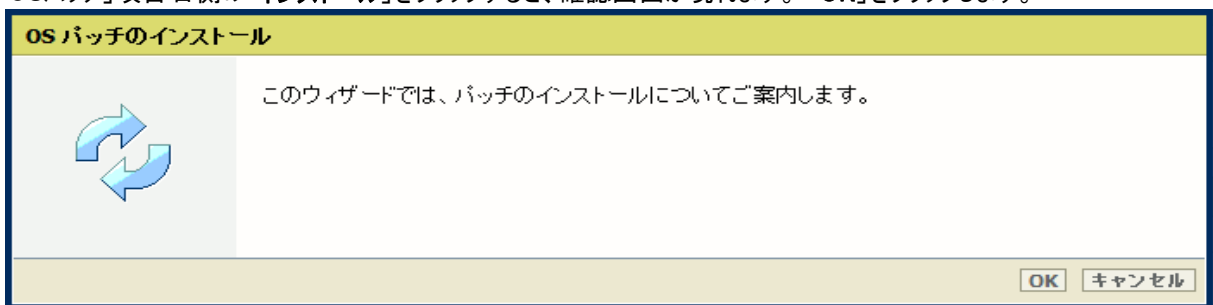 OS パッチのインストール
このウィザードでは、パッチのインストールについてご案内します。
OK キャンセル